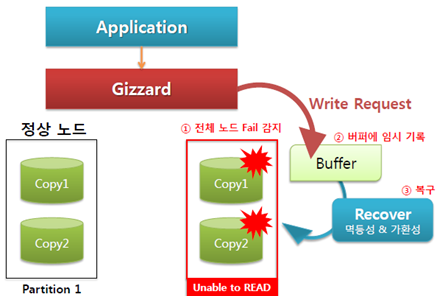 Application
Gizzard
Write Request
정상 노드
① 전체 노드 Fail 감지
② 버퍼에 임시 기록
Buffer
③ 복구
Copy1
Copy1
Recover
멱등성 & 가환성
Copy2
Copy2
Partition 1
Unable to READ